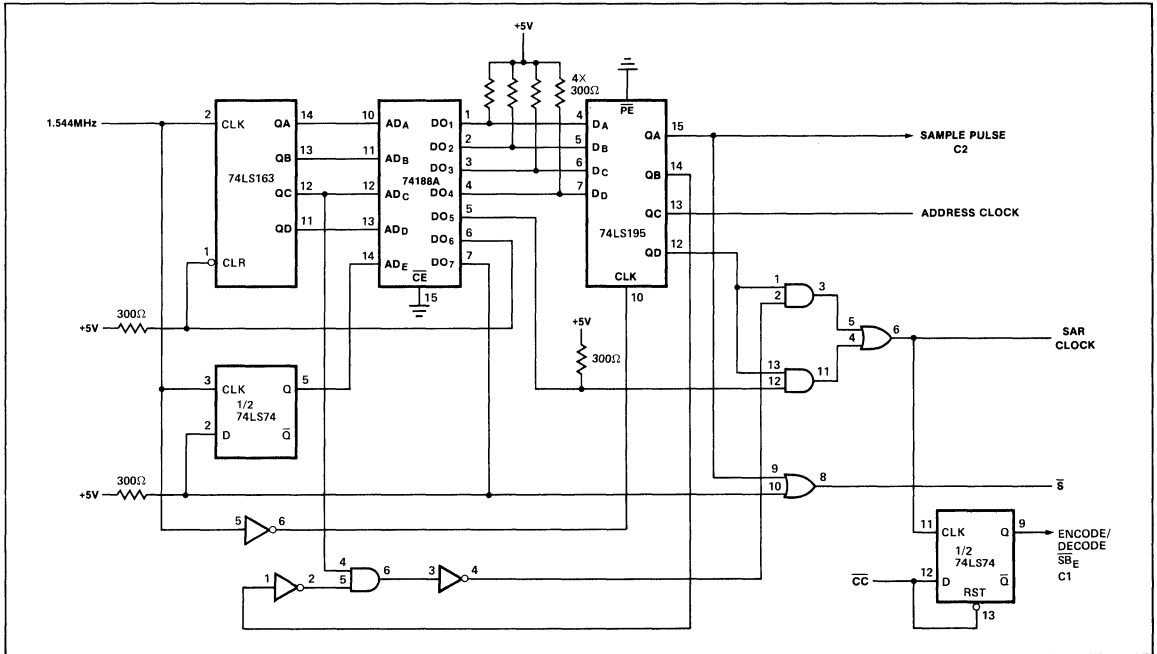 +5V
4X
300Ω
1.544MHz
2 CLK QA 14
QB 13
74LS163
QC 12
QD 11
1 CLR
10 ADA DO1 1
11 ADB DO2 2
DO3 3
74188A
12 ADC DO4 4
DO5 5
13 ADD DO6 6
14 ADE DO7 7
CE
15
PE
4 DA QA 15
5 DB QB 14
6 DC QC 13
7 DD QD 12
74LS195
CLK
10
SAMPLE PULSE
C2
ADDRESS CLOCK
1
2
3
5
4
6
SAR
CLOCK
13
12
11
+5V
300Ω
+5V
300Ω
3 CLK Q 5
1/2
74LS74
2 D Q
+5V
300Ω
9
10
8
S
5 6
1 2
4
5
6
3 4
11 CLK Q 9
1/2
74LS74
12 D Q
RST
13
CC
ENCODE/
DECODE
SBE
C1